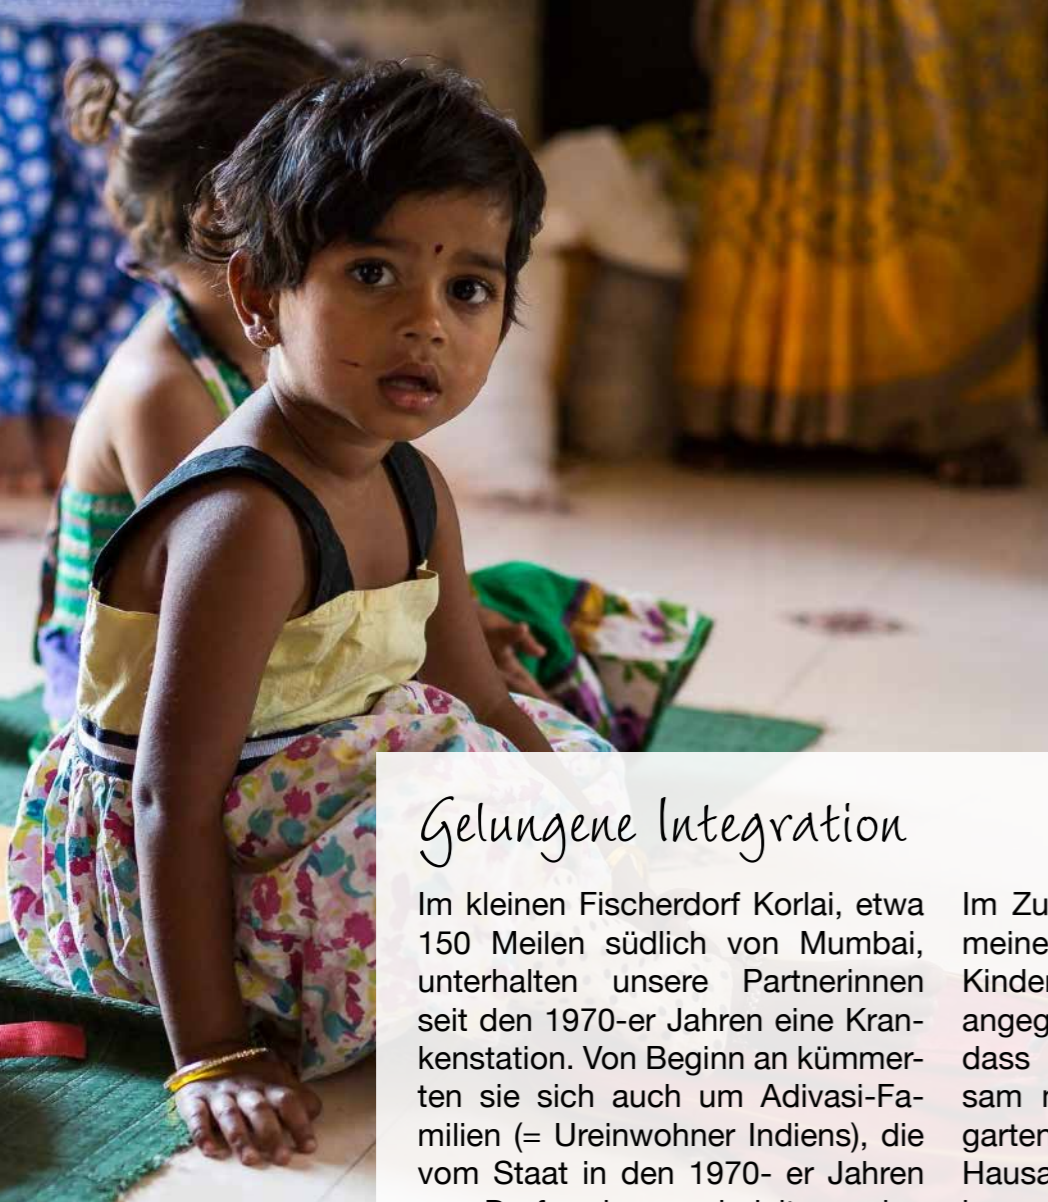 Gelungene Integration
Im kleinen Fischerdorf Korlai, etwa
150 Meilen südlich von Mumbai,
unterhalten unsere Partnerinnen
seit den 1970-er Jahren eine Kran-
kenstation. Von Beginn an kümmer-
ten sie sich auch um Adivasi-Fa-
milien (= Ureinwohner Indiens), die
vom Staat in den 1970- er Jahren
Im Zu
meine
Kinder
angeg
dass
sam
garten
Hausa